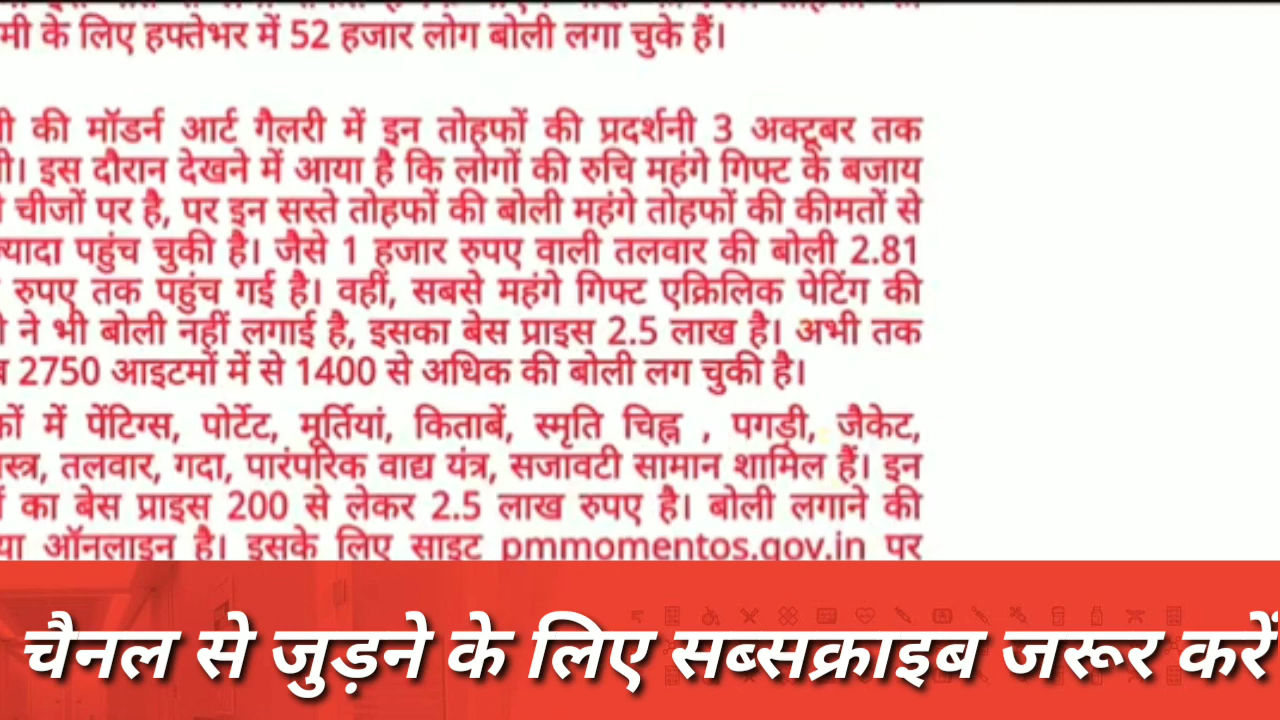 मी के लिए हफ्तेभर में 52 हजार लोग बोली लगा चुके हैं।
की मॉडर्न आर्ट गैलरी में इन तोहफों की प्रदर्शनी 3 अक्टूबर तक
इस दौरान देखने में आया है कि लोगों की रुचि महंगे गिफ्ट के बजाय
चीजों पर है, पर इन सस्ते तोहफों की बोली महंगे तोहफों की कीमतों से
यादा पहुंच चुकी है। जैसे 1 हजार रुपए वाली तलवार की बोली 2.81
रुपए तक पहुंच गई है। वहीं, सबसे महंगे गिफ्ट एक्रिलिक पेटिंग की
ने भी बोली नहीं लगाई है, इसका बेस प्राइस 2.5 लाख है। अभी तक
2750 आइटमों में से 1400 से अधिक की बोली लग चुकी है।
में पेंटिग्स, पोर्टेट, मूर्तियां, किताबें, स्मृति चिह्न , पगड़ी, जैकेट,
स्त्र, तलवार, गदा, पारंपरिक वाद्य यंत्र, सजावटी सामान शामिल हैं। इन
का बेस प्राइस 200 से लेकर 2.5 लाख रुपए है। बोली लगाने की
या ऑनलाइन है। इसके लिए साइट pmmomentos.gov.in पर
चैनल से जुड़ने के लिए सब्सक्राइब जरूर करें